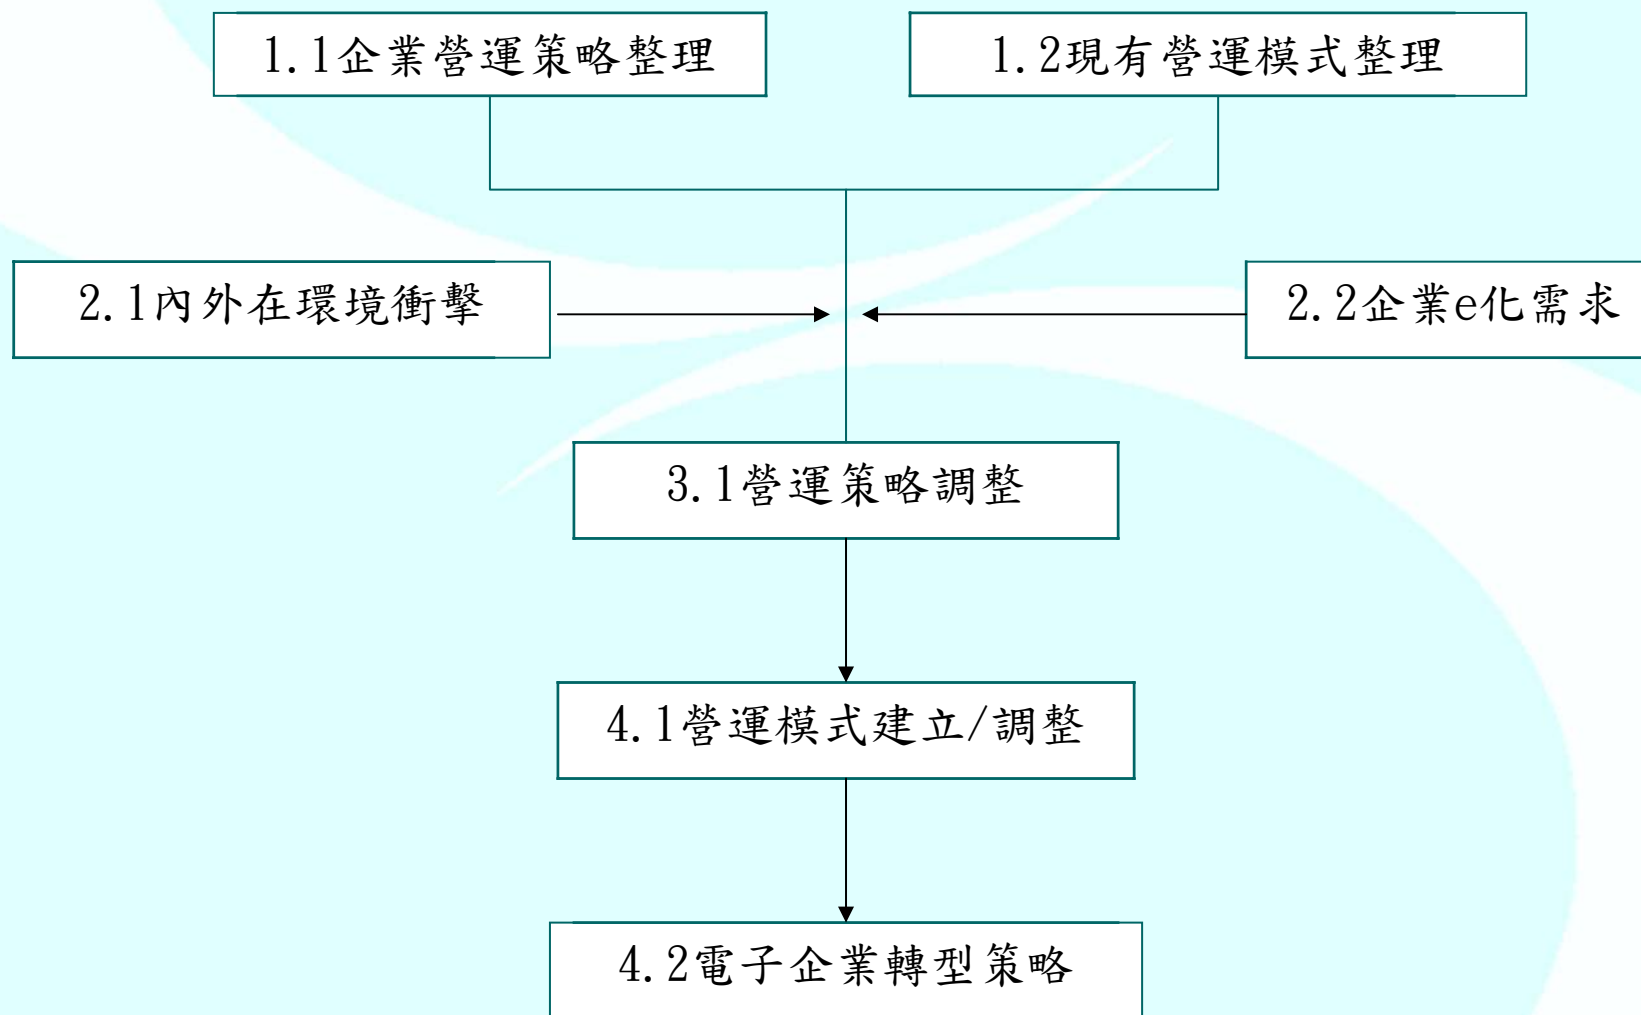 1.1企業營運策略整理
1.2現有營運模式整理
2.1內外在環境衝擊
2.2企業e化需求
3.1營運策略調整
4.1營運模式建立/調整
4.2電子企業轉型策略